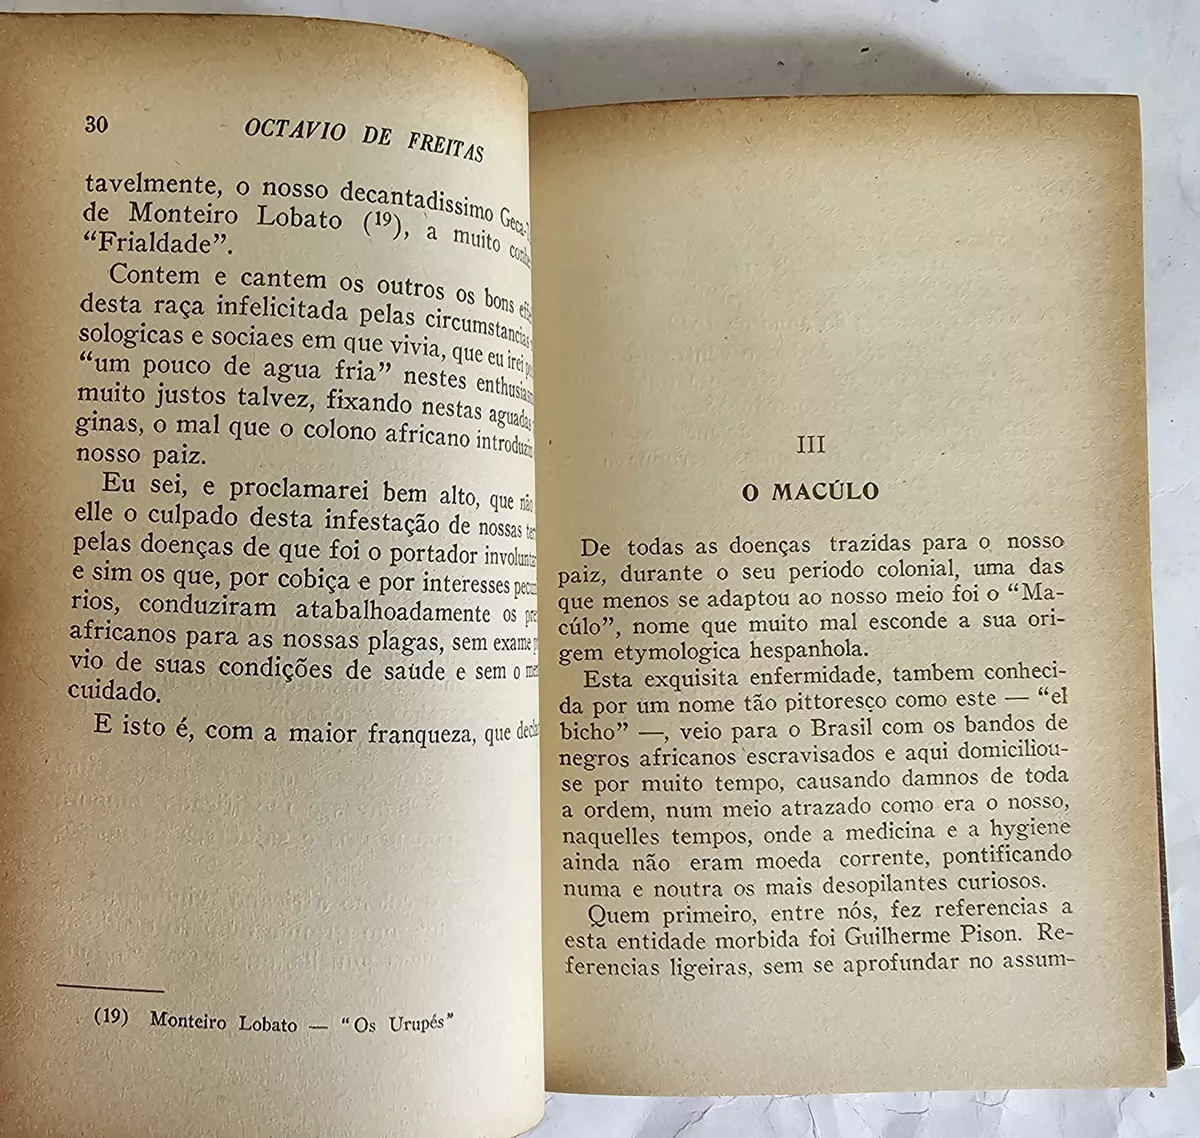 30 OCTAVIO DE FREITAS
tavelmente, o nosso decantadissimo
de Monteiro Lobato (19), a muito
“Frialdade”.
Contem e cantem os outros os bons
desta raça infelicitada pelas circumstancias
sologicas e sociaes em que vivia, que eu irei
“um pouco de agua fria” nestes
muito justos talvez, fixando nestas aguadas
ginas, o mal que o colono africano
nosso paiz.
Eu sei, e proclamarei bem alto, que não
elle o culpado desta infestação de nossas
pelas doenças de que foi o portador
e sim os que, por cobiça e por interesses
rios, conduziram atabalhoadamente os
africanos para as nossas plagas, sem exame
vio de suas condições de saúde e sem o
cuidado.
E isto é, com a maior franqueza, que
(19) Monteiro Lobato — “Os Urupés”
III
O MACÚLO
De todas as doenças trazidas para o nosso
paiz, durante o seu periodo colonial, uma das
que menos se adaptou ao nosso meio foi o “Ma-
cúlo”, nome que muito mal esconde a sua ori-
gem etymologica hespanhola.
Esta exquisita enfermidade, tambem conheci-
da por um nome tão pittoresco como este — “el
bicho” —, veio para o Brasil com os bandos de
negros africanos escravisados e aqui domiciliou-
se por muito tempo, causando damnos de toda
a ordem, num meio atrazado como era o nosso,
naquelles tempos, onde a medicina e a hygiene
ainda não eram moeda corrente, pontificando
numa e noutra os mais desopilantes curiosos.
Quem primeiro, entre nós, fez referencias a
esta entidade morbida foi Guilherme Pison. Re-
ferencias ligeiras, sem se aprofundar no assum-